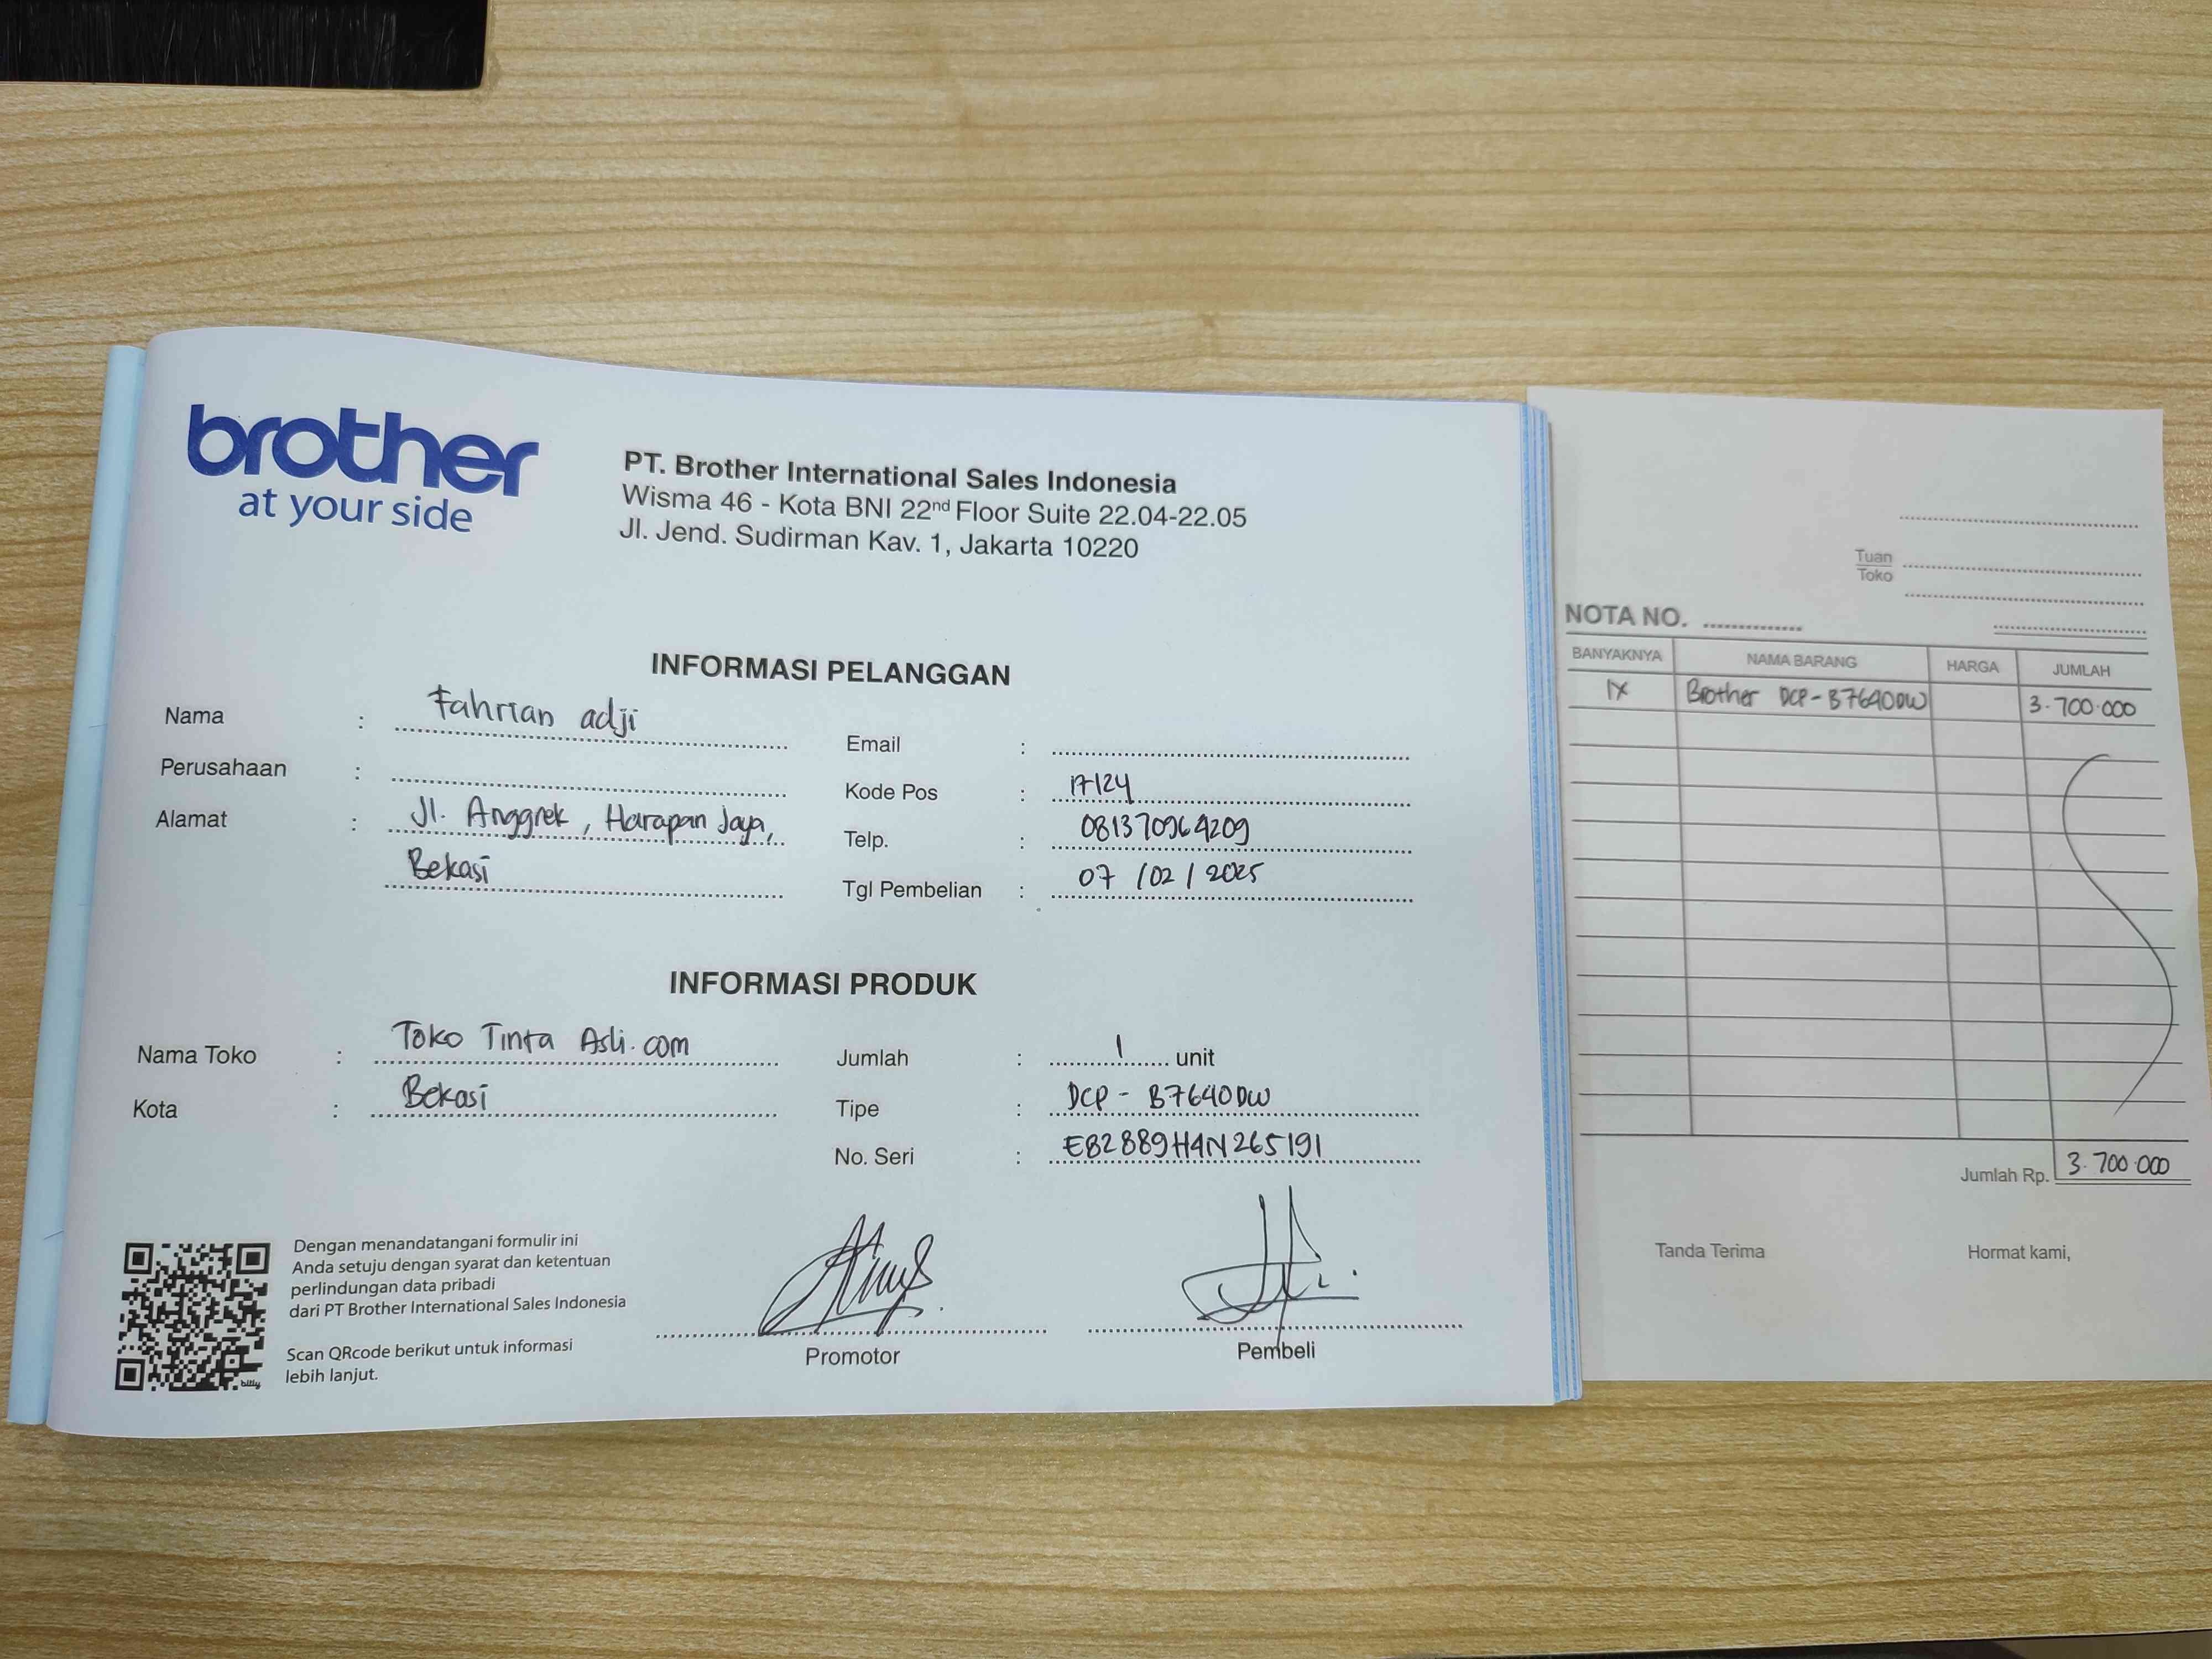 brother
at your side
PT. Brother International Sales Indonesia
Wisma 46 - Kota BNI 22nd Floor Suite 22.04-22.05
Jl. Jend. Sudirman Kav. 1, Jakarta 10220
INFORMASI PELANGGAN
Nama : Fahrian adji
Perusahaan :
Alamat : Jl. Anggrek, Harapan Jaya,
Bekasi
Email :
Kode Pos : 17124
Telp. : 081370964209
Tgl Pembelian : 07 / 02 / 2025
INFORMASI PRODUK
Nama Toko : Toko Tinta Asli.com
Kota : Bekasi
Jumlah : 1 unit
Tipe : DCP - B7640DW
No. Seri : E82889H4N265191
Dengan menandatangani formulir ini
Anda setuju dengan syarat dan ketentuan
perlindungan data pribadi
dari PT Brother International Sales Indonesia
Scan QRcode berikut untuk informasi
lebih lanjut.
bitly
Promotor
Pembeli
Tuan
Toko
NOTA NO.
BANYAKNYA NAMA BARANG HARGA JUMLAH
1x Brother DCP-B7640DW 3.700.000
Jumlah Rp. 3.700.000
Tanda Terima Hormat kami,